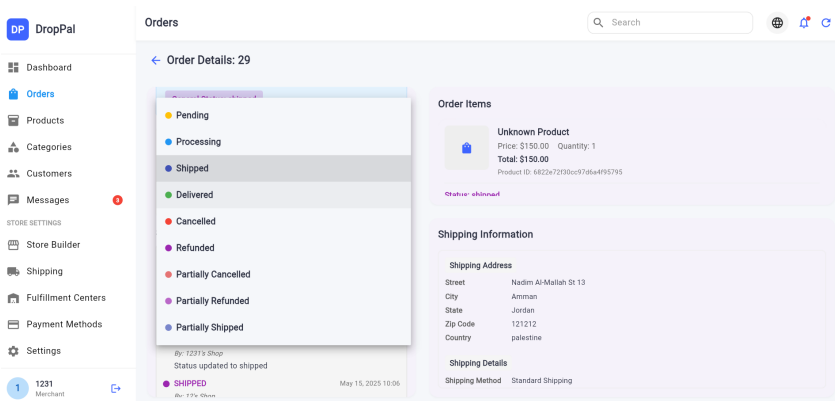 DP DropPal
Dashboard
Orders
Products
Categories
Customers
Messages 3
STORE SETTINGS
Store Builder
Shipping
Fulfillment Centers
Payment Methods
Settings
1 1231
Merchant
Orders
Search
Order Details: 29
Pending
Processing
Shipped
Delivered
Cancelled
Refunded
Partially Cancelled
Partially Refunded
Partially Shipped
By: 1231's Shop
Status updated to shipped
SHIPPED May 15, 2025 10:06
By: 12's Shop
Order Items
Unknown Product
Price: $150.00 Quantity: 1
Total: $150.00
Product ID: 6822e72f30cc97d6a4f95795
Status: shipped
Shipping Information
Shipping Address
Street Nadim Al-Mallah St 13
City Amman
State Jordan
Zip Code 121212
Country palestine
Shipping Details
Shipping Method Standard Shipping